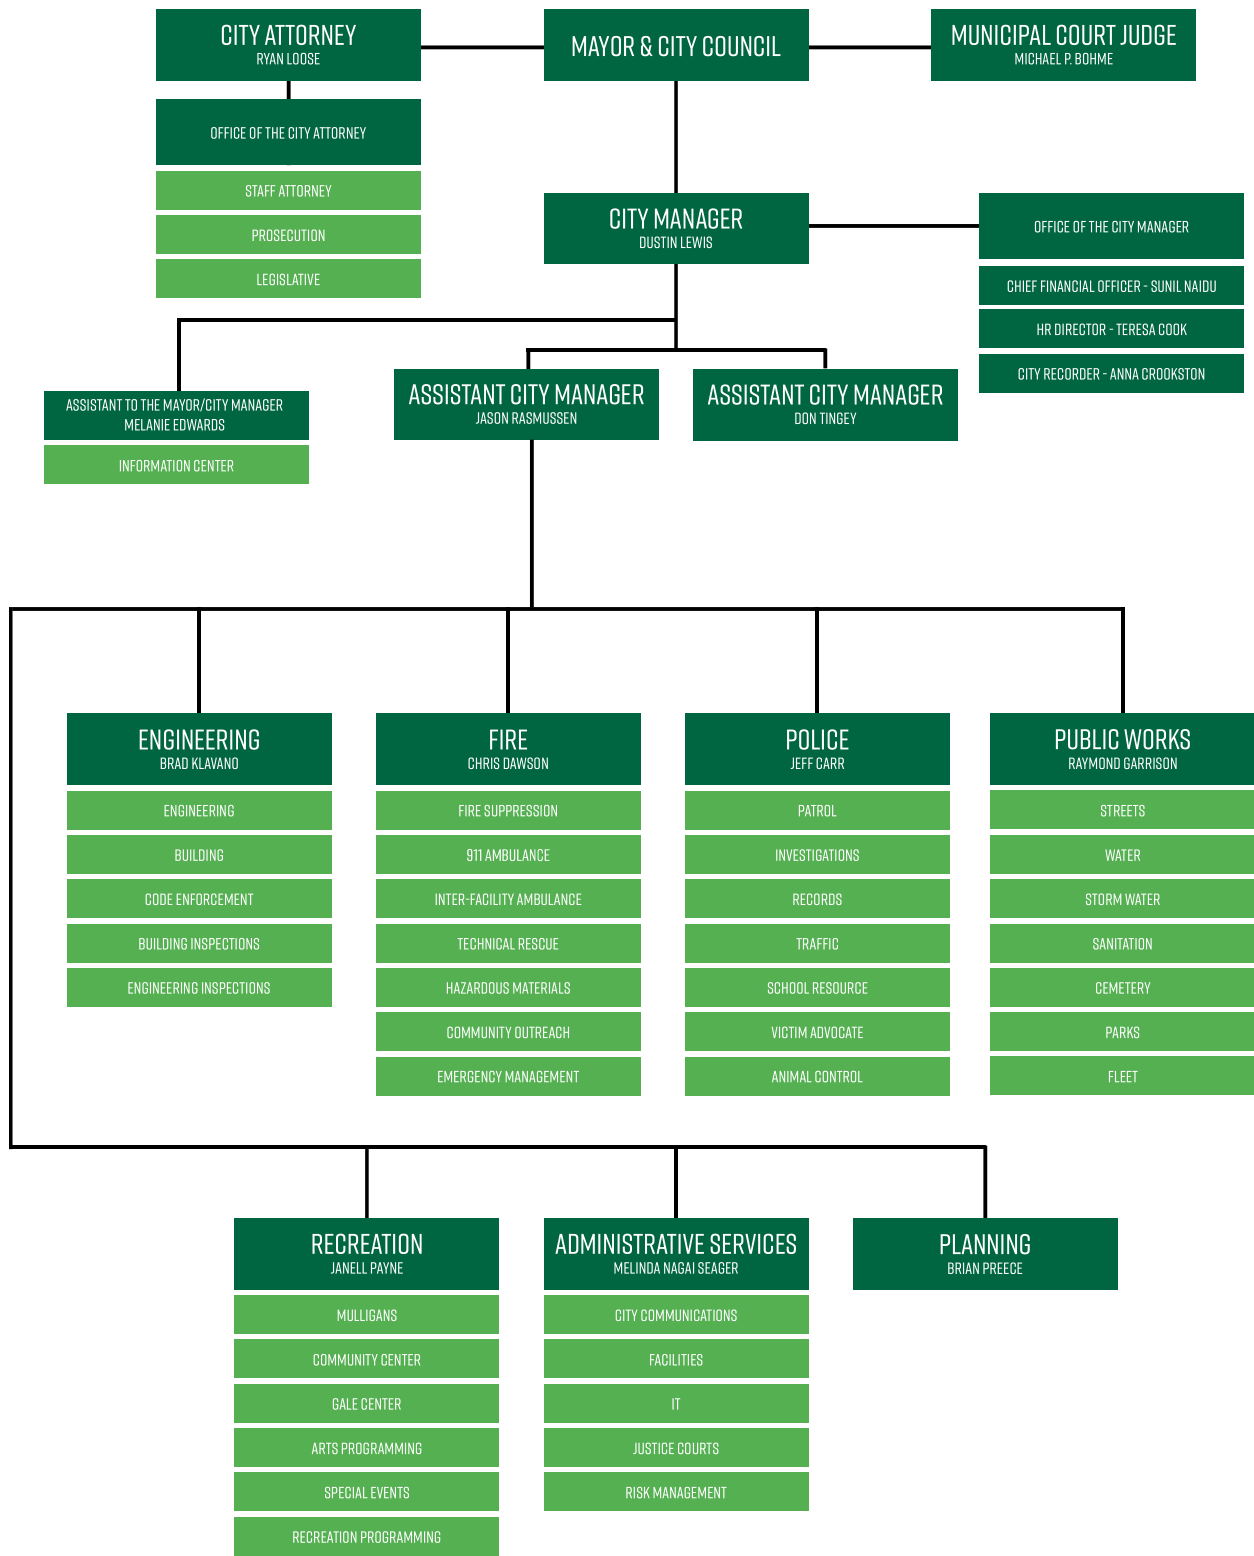 CITY ATTORNEY
RYAN LOOSE
MAYOR & CITY COUNCIL
MUNICIPAL COURT JUDGE
MICHAEL P. BOHME
OFFICE OF THE CITY ATTORNEY
STAFF ATTORNEY
PROSECUTION
LEGISLATIVE
CITY MANAGER
DUSTIN LEWIS
OFFICE OF THE CITY MANAGER
CHIEF FINANCIAL OFFICER - SUNIL NAIDU
HR DIRECTOR - TERESA COOK
CITY RECORDER - ANNA CROOKSTON
ASSISTANT TO THE MAYOR/CITY MANAGER
MELANIE EDWARDS
INFORMATION CENTER
ASSISTANT CITY MANAGER
JASON RASMUSSEN
ASSISTANT CITY MANAGER
DON TINGEY
ENGINEERING
BRAD KLAVANO
ENGINEERING
BUILDING
CODE ENFORCEMENT
BUILDING INSPECTIONS
ENGINEERING INSPECTIONS
FIRE
CHRIS DAWSON
FIRE SUPPRESSION
911 AMBULANCE
INTER-FACILITY AMBULANCE
TECHNICAL RESCUE
HAZARDOUS MATERIALS
COMMUNITY OUTREACH
EMERGENCY MANAGEMENT
POLICE
JEFF CARR
PATROL
INVESTIGATIONS
RECORDS
TRAFFIC
SCHOOL RESOURCE
VICTIM ADVOCATE
ANIMAL CONTROL
PUBLIC WORKS
RAYMOND GARRISON
STREETS
WATER
STORM WATER
SANITATION
CEMETERY
PARKS
FLEET
RECREATION
JANELL PAYNE
MULLIGANS
COMMUNITY CENTER
GALE CENTER
ARTS PROGRAMMING
SPECIAL EVENTS
RECREATION PROGRAMMING
ADMINISTRATIVE SERVICES
MELINDA NAGAI SEAGER
CITY COMMUNICATIONS
FACILITIES
IT
JUSTICE COURTS
RISK MANAGEMENT
PLANNING
BRIAN PREECE